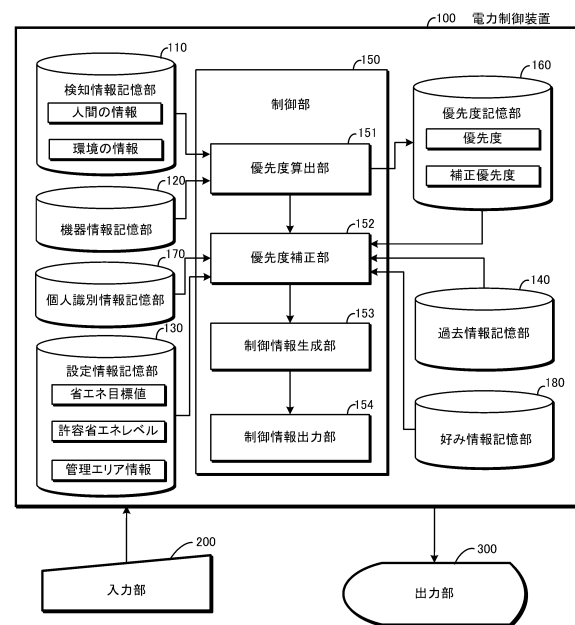 100 電力制御装置
110
検知情報記憶部
人間の情報
環境の情報
120
機器情報記憶部
170
個人識別情報記憶部
130
設定情報記憶部
省エネ目標値
許容省エネレベル
管理エリア情報
150
制御部
151
優先度算出部
152
優先度補正部
153
制御情報生成部
154
制御情報出力部
160
優先度記憶部
優先度
補正優先度
140
過去情報記憶部
180
好み情報記憶部
200
入力部
300
出力部